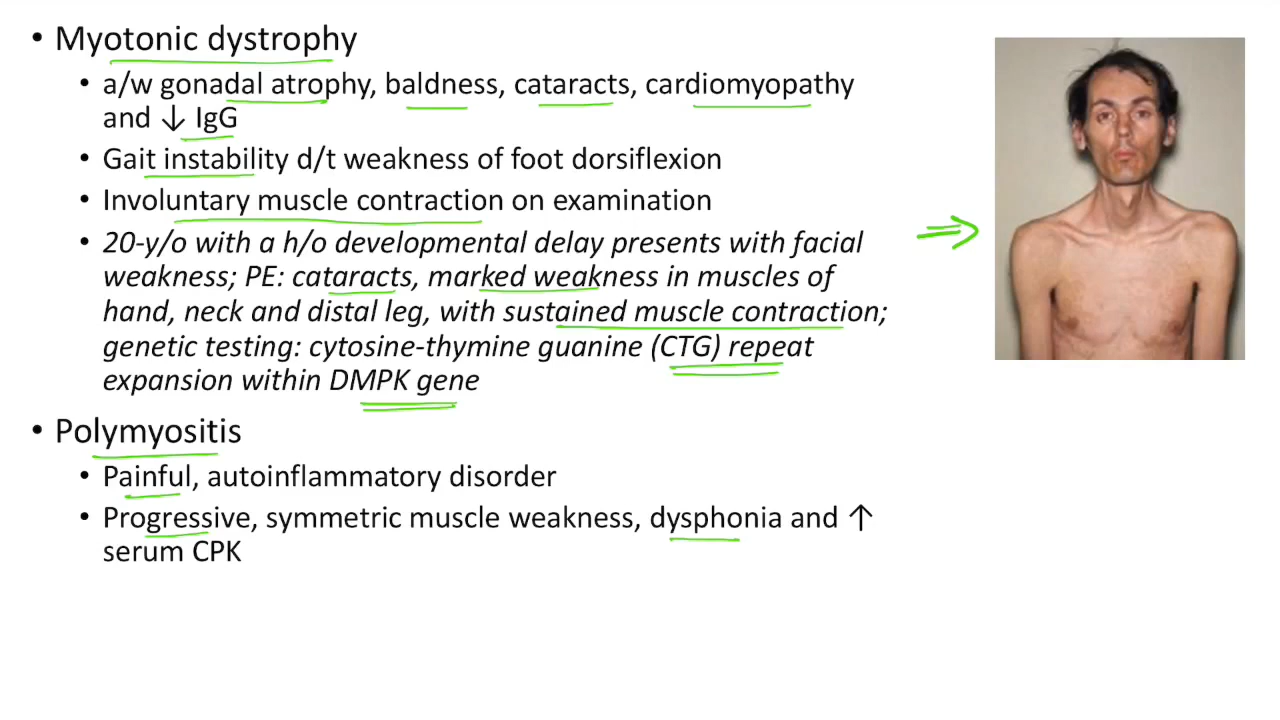 • Myotonic dystrophy
• a/w gonadal atrophy, baldness, cataracts, cardiomyopathy
and ↓ IgG
• Gait instability d/t weakness of foot dorsiflexion
• Involuntary muscle contraction on examination
• 20-y/o with a h/o developmental delay presents with facial
weakness; PE: cataracts, marked weakness in muscles of
hand, neck and distal leg, with sustained muscle contraction;
genetic testing: cytosine-thymine guanine (CTG) repeat
expansion within DMPK gene
• Polymyositis
• Painful, autoinflammatory disorder
• Progressive, symmetric muscle weakness, dysphonia and ↑
serum CPK